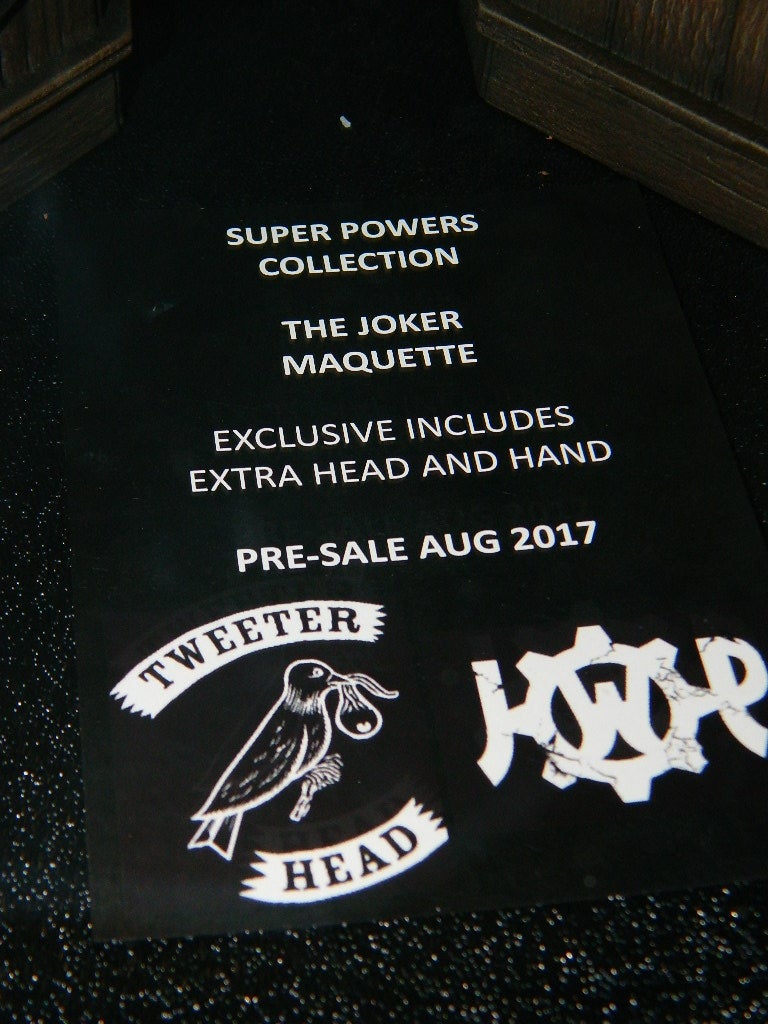 SUPER POWERS
COLLECTION
THE JOKER
MAQUETTE
EXCLUSIVE INCLUDES
EXTRA HEAD AND HAND
PRE-SALE AUG 2017
TWEETER
HEAD